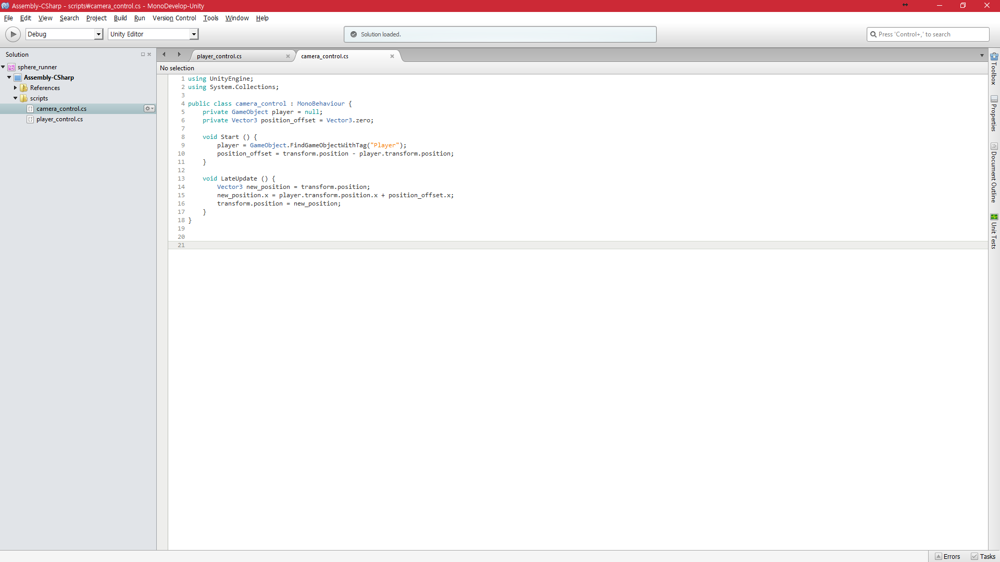 Assembly-CSharp - scripts₩camera_control.cs - MonoDevelop-Unity
File Edit View Search Project Build Run Version Control Tools Window Help
Debug
Unity Editor
Solution loaded.
Press 'Control+,' to search
Solution
sphere_runner
Assembly-CSharp
References
scripts
camera_control.cs
player_control.cs
player_control.cs
camera_control.cs
No selection
1 using UnityEngine;
2 using System.Collections;
3
4 public class camera_control : MonoBehaviour {
5 private GameObject player = null;
6 private Vector3 position_offset = Vector3.zero;
7
8 void Start () {
9 player = GameObject.FindGameObjectWithTag("Player");
10 position_offset = transform.position - player.transform.position;
11 }
12
13 void LateUpdate () {
14 Vector3 new_position = transform.position;
15 new_position.x = player.transform.position.x + position_offset.x;
16 transform.position = new_position;
17 }
18 }
19
20
21
Toolbox
Properties
Document Outline
Unit Tests
Errors
Tasks